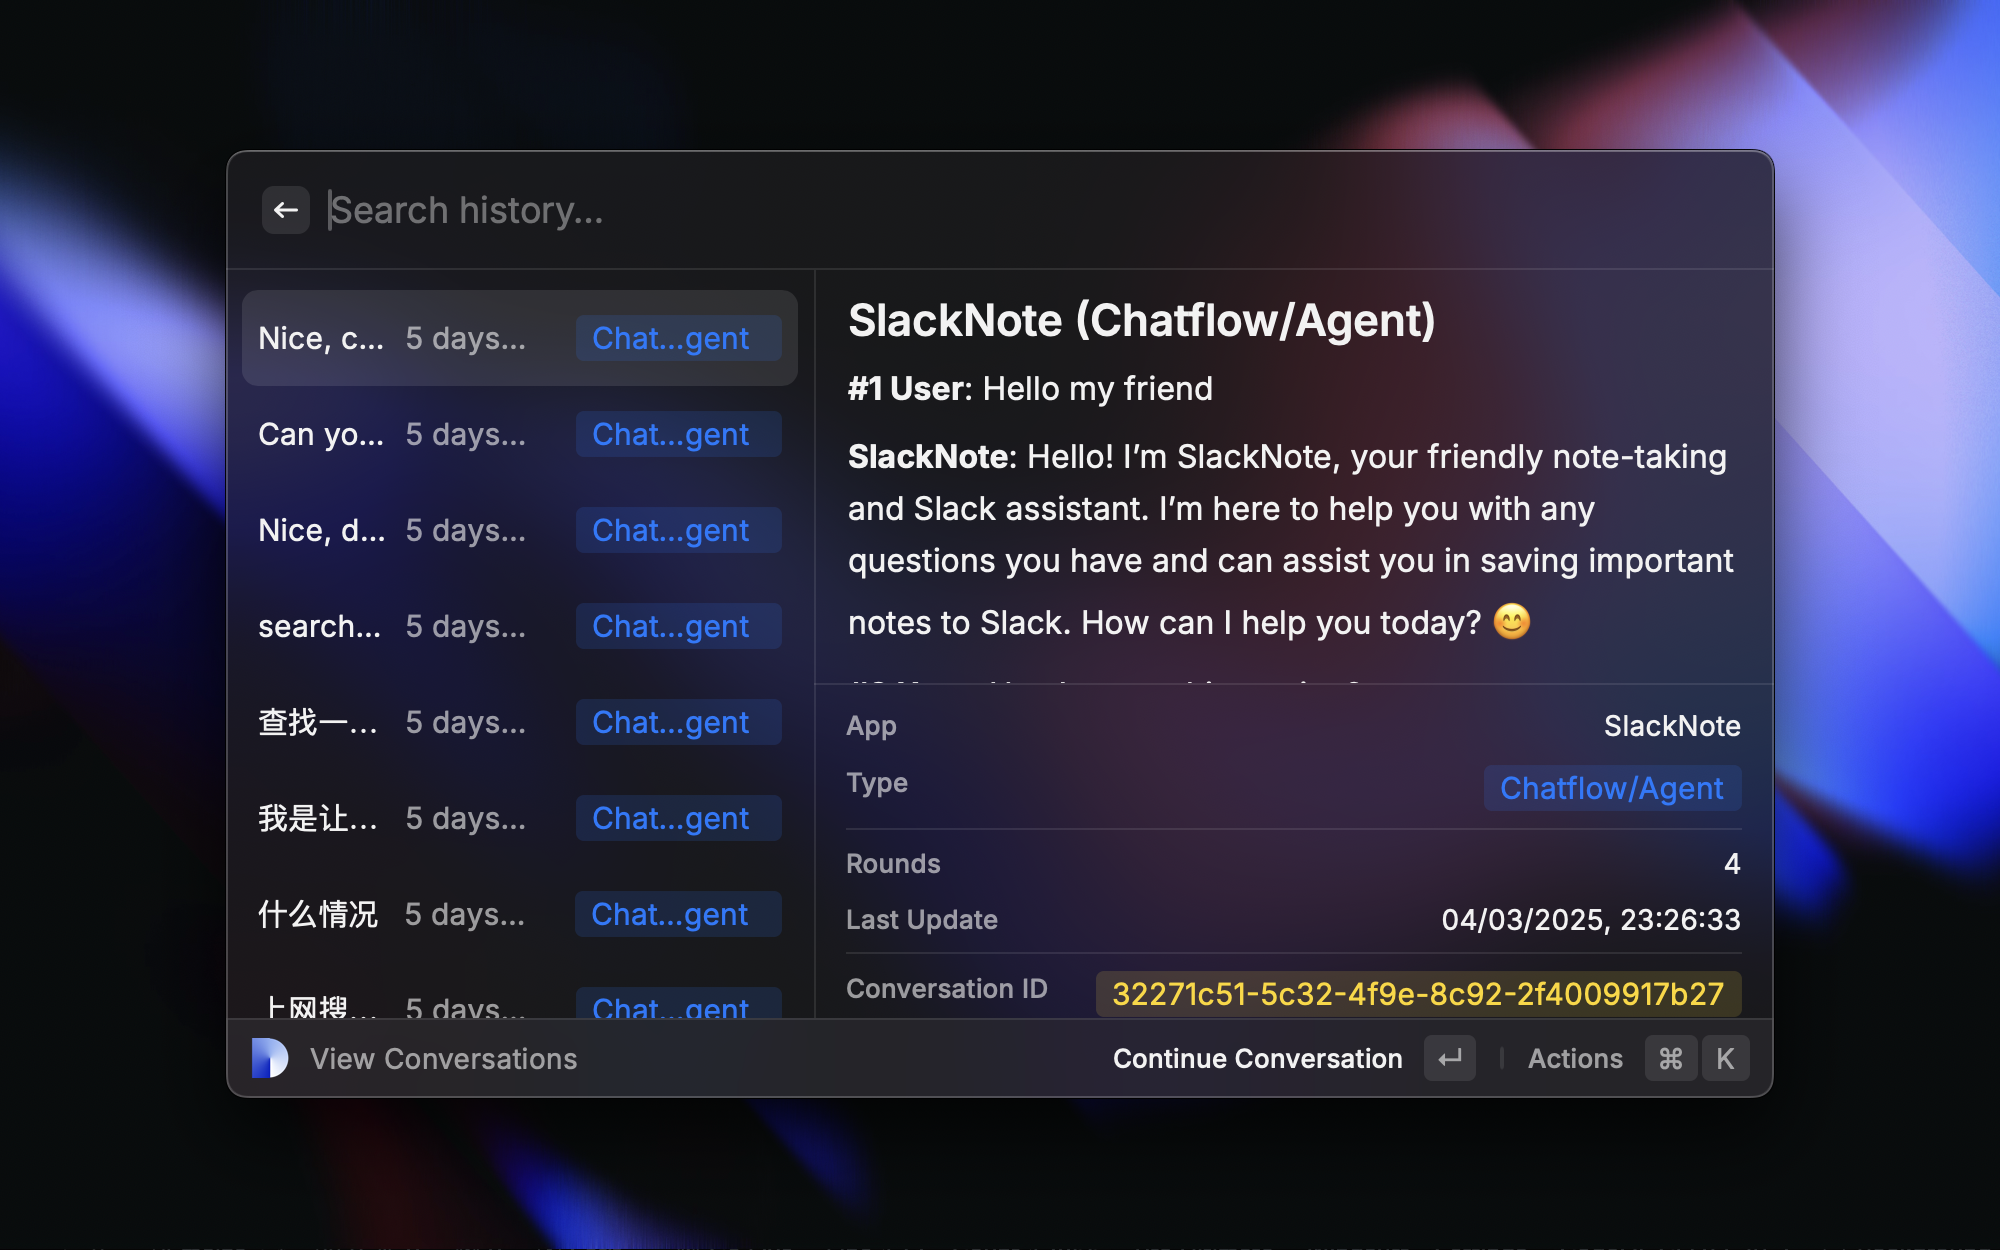 Search history...
Nice, c... 5 days... Chat...gent
Can yo... 5 days... Chat...gent
Nice, d... 5 days... Chat...gent
search... 5 days... Chat...gent
查找一... 5 days... Chat...gent
我是让... 5 days... Chat...gent
什么情况 5 days... Chat...gent
上网搜... 5 days... Chat...gent
SlackNote (Chatflow/Agent)
#1 User: Hello my friend
SlackNote: Hello! I’m SlackNote, your friendly note-taking
and Slack assistant. I’m here to help you with any
questions you have and can assist you in saving important
notes to Slack. How can I help you today? 😊
App SlackNote
Type Chatflow/Agent
Rounds 4
Last Update 04/03/2025, 23:26:33
Conversation ID 32271c51-5c32-4f9e-8c92-2f4009917b27
View Conversations
Continue Conversation ↵ Actions ⌘ K